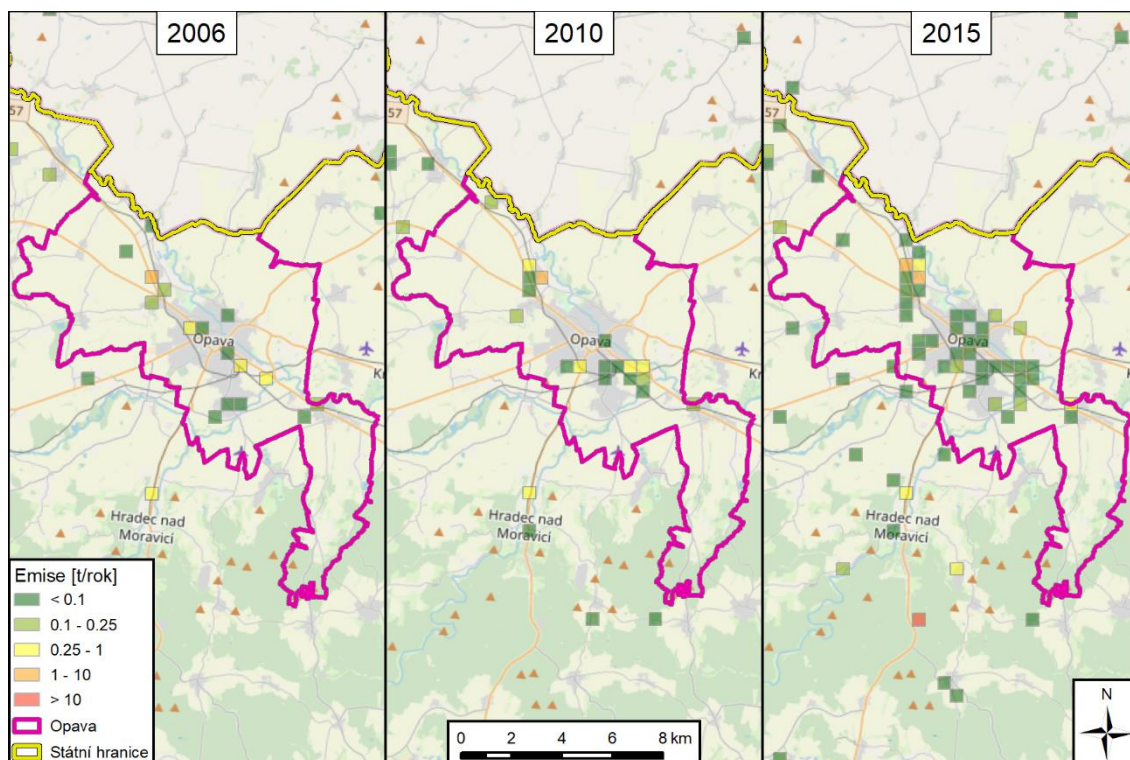 2006
2010
2015
57
57
Opava
Opava
Opava
Kr
Hradec nad
Moravicí
Hradec nad
Moravicí
Hradec nad
Moravicí
Emise [t/rok]
< 0.1
0.1 - 0.25
0.25 - 1
1 - 10
> 10
Opava
Státní hranice
0 2 4 6 8 km
N